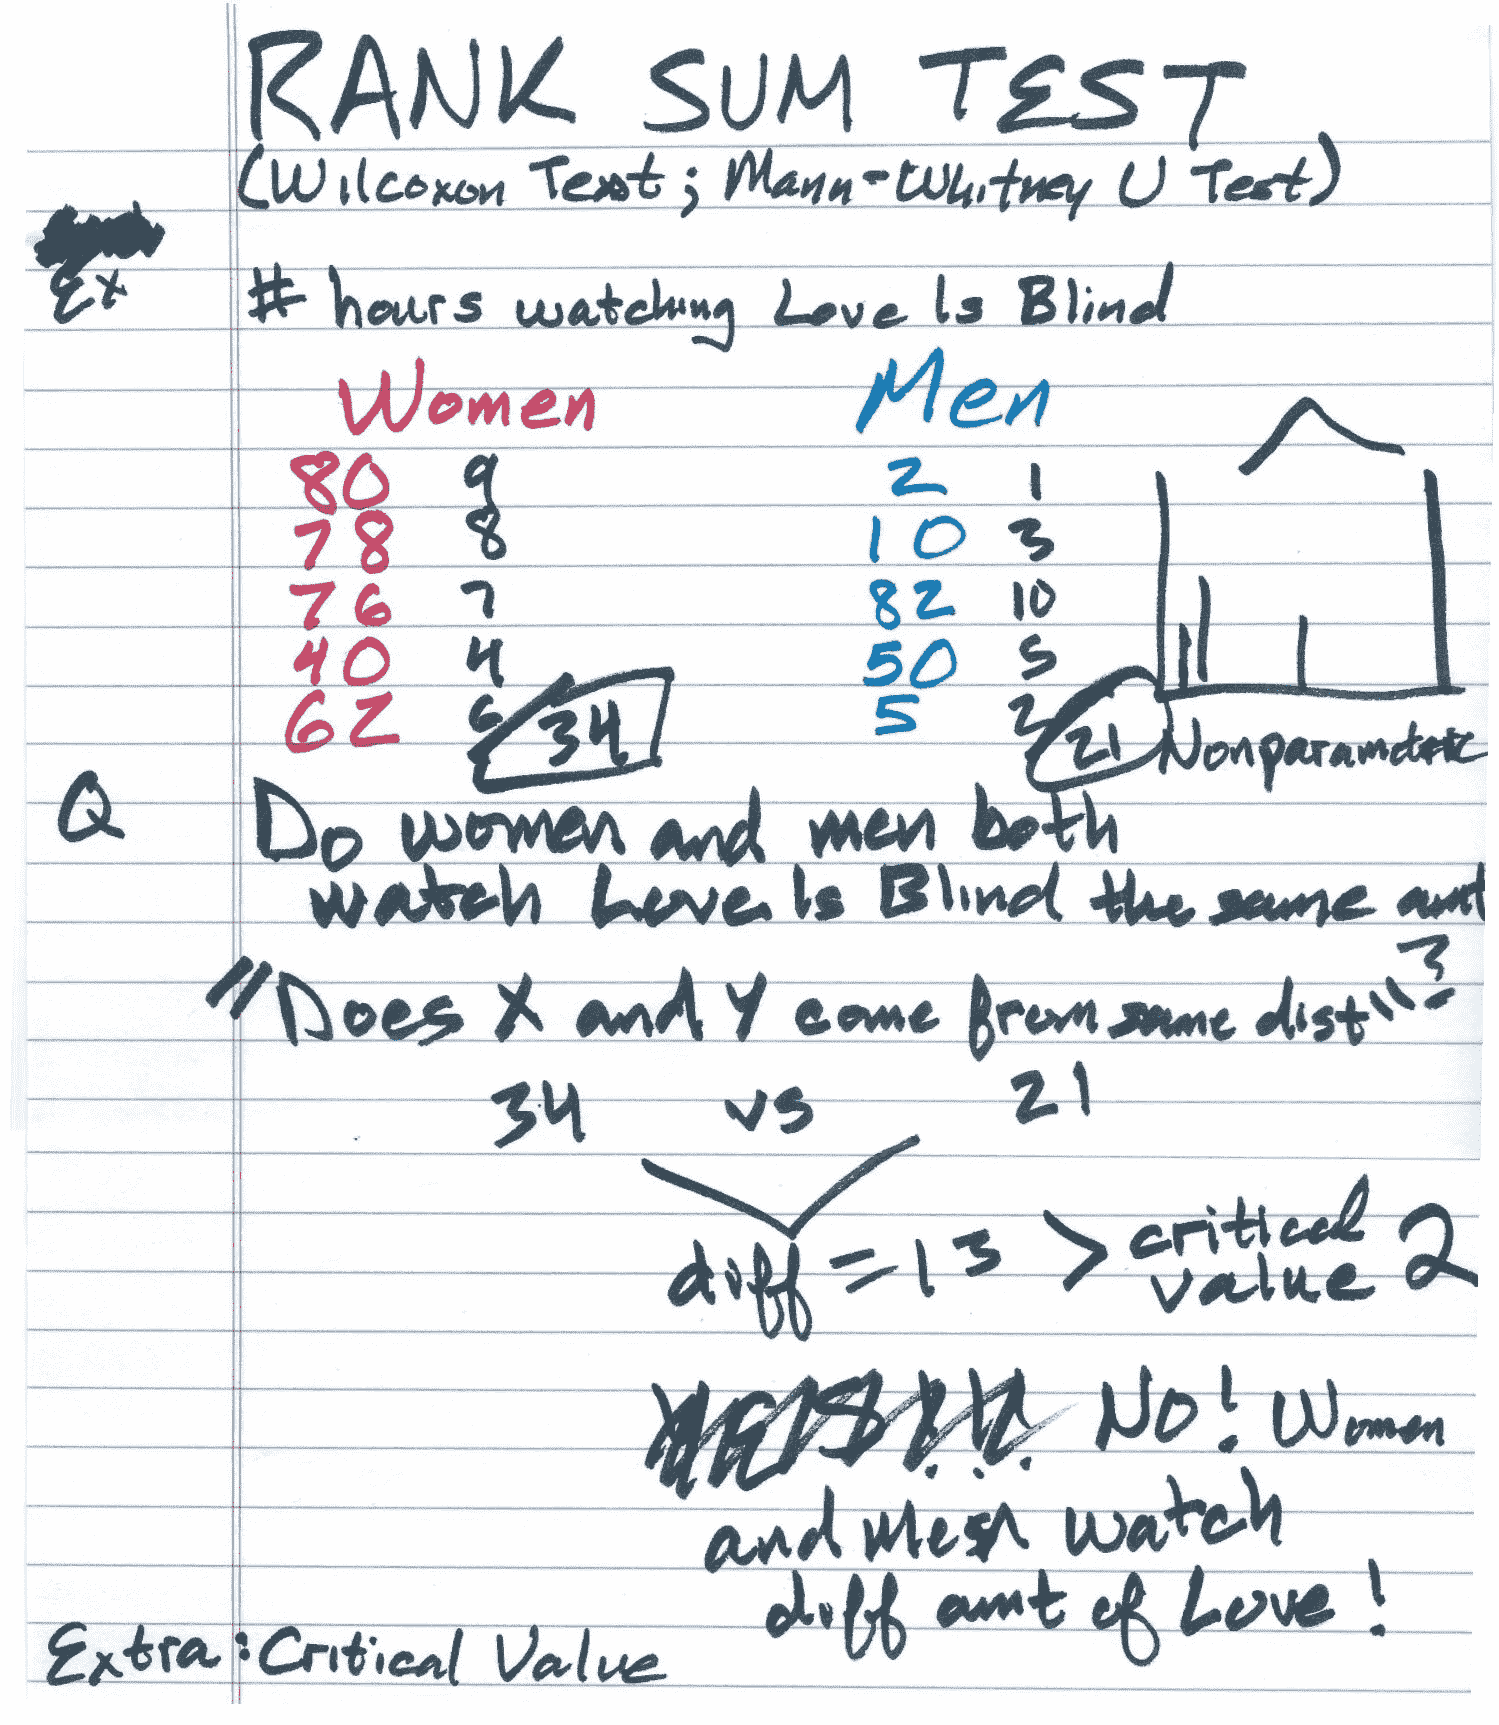 RANK SUM TEST
(Wilcoxon Test; Mann-Whitney U Test)
Ex # hours watching Love Is Blind
Women Men
80 9 2 1
78 8 10 3
76 7 82 10
40 4 50 5
62 6 34 5 2 21 Nonparametric
Q Do women and men both
watch Love Is Blind the same amt
?
"Does X and Y come from same dist"
34 vs 21
diff = 13 > critical
value 2
No! Women
and Men watch
diff amt of Love!
Extra: Critical Value